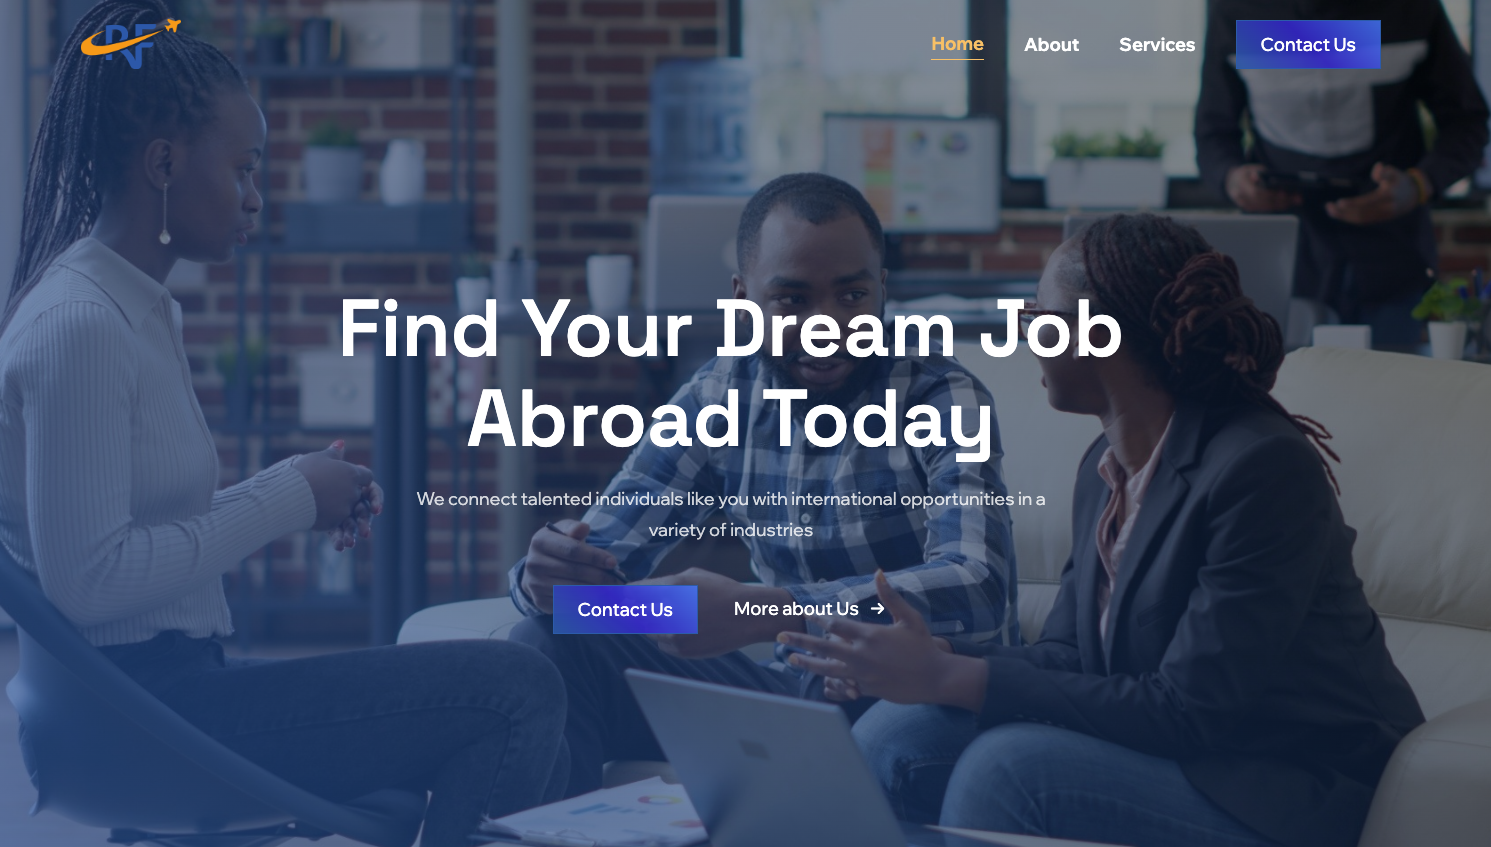 RF
Home
About
Services
Contact Us
Find Your Dream Job
Abroad Today
We connect talented individuals like you with international opportunities in a
variety of industries
Contact Us
More about Us